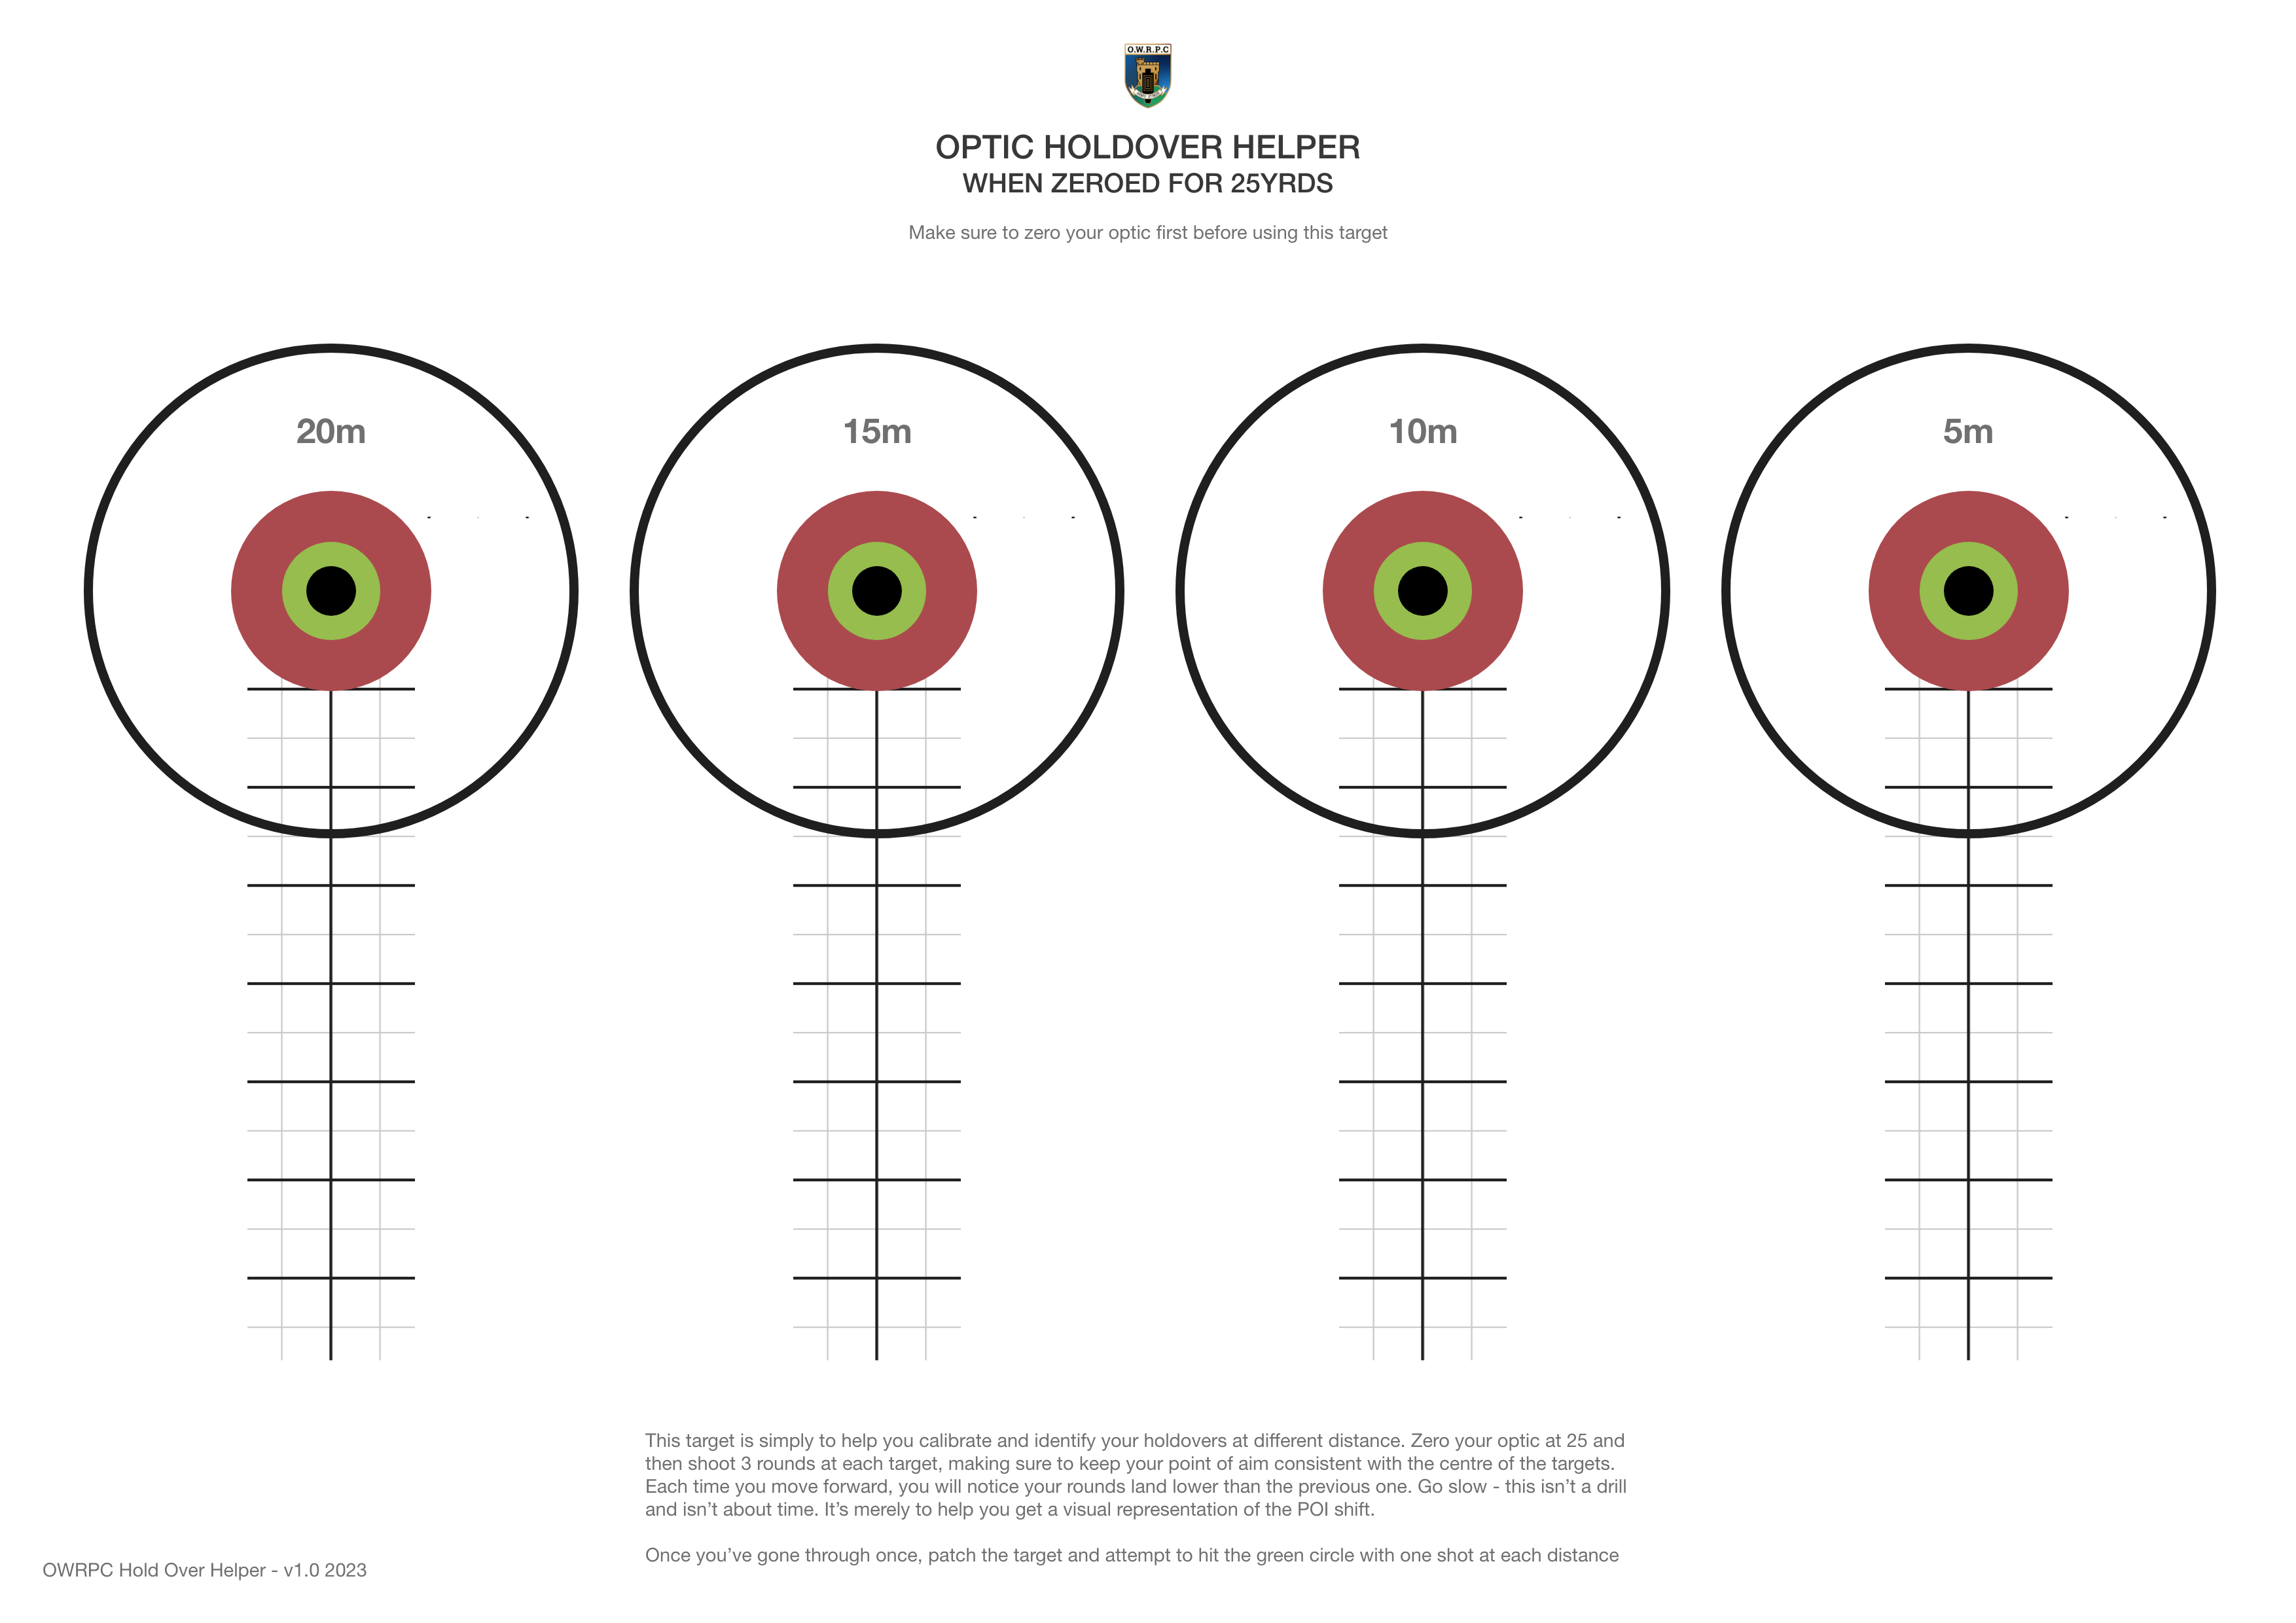 O.W.R.P.C
OPTIC HOLDOVER HELPER
WHEN ZEROED FOR 25YRDS
Make sure to zero your optic first before using this target
20m
15m
10m
5m
This target is simply to help you calibrate and identify your holdovers at different distance. Zero your optic at 25 and
then shoot 3 rounds at each target, making sure to keep your point of aim consistent with the centre of the targets.
Each time you move forward, you will notice your rounds land lower than the previous one. Go slow - this isn’t a drill
and isn’t about time. It’s merely to help you get a visual representation of the POI shift.
Once you’ve gone through once, patch the target and attempt to hit the green circle with one shot at each distance
OWRPC Hold Over Helper - v1.0 2023